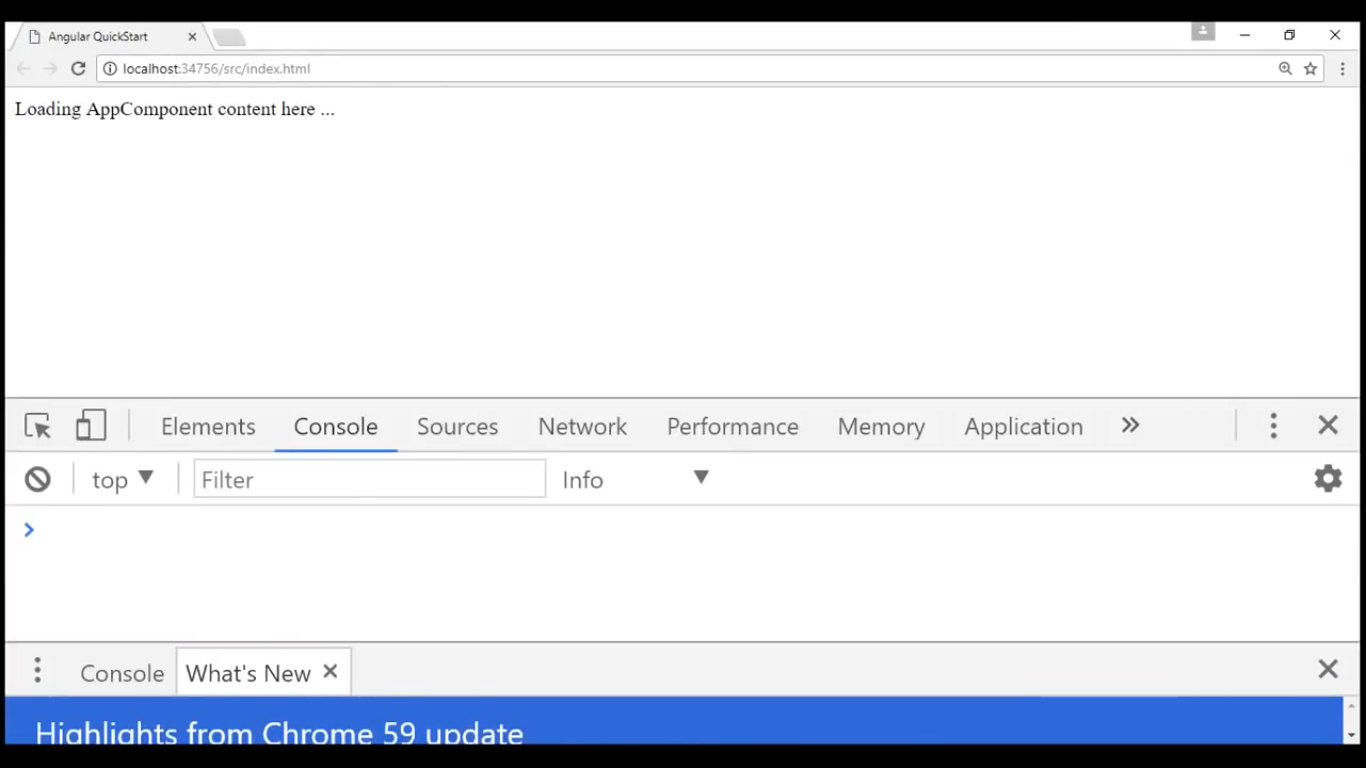 Angular QuickStart
localhost:34756/src/index.html
Loading AppComponent content here ...
Elements Console Sources Network Performance Memory Application
top Filter Info
Console What's New
Highlights from Chrome 59 update